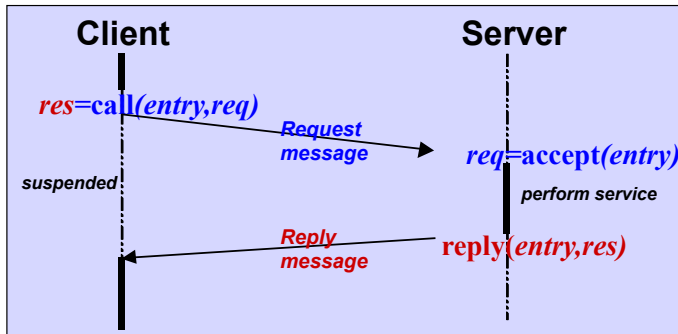 Client
Server
res=call(entry,req)
Request
message
req=accept(entry)
suspended
perform service
Reply
message
reply(entry,res)